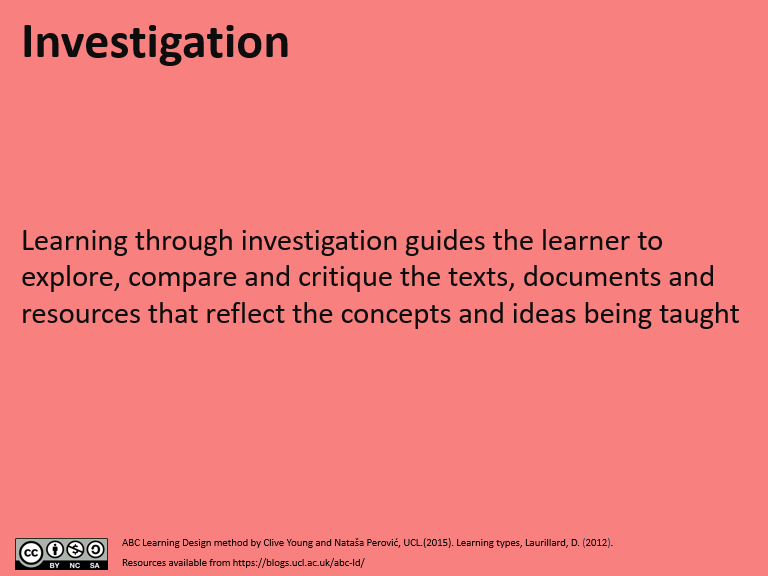 Investigation
Learning through investigation guides the learner to
explore, compare and critique the texts, documents and
resources that reflect the concepts and ideas being taught
ABC Learning Design method by Clive Young and Nataša Perović, UCL.(2015). Learning types, Laurillard, D. (2012).
Resources available from https://blogs.ucl.ac.uk/abc-ld/
cc
BY NC SA